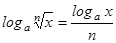 log_a ⁿ√x = log_a x / n